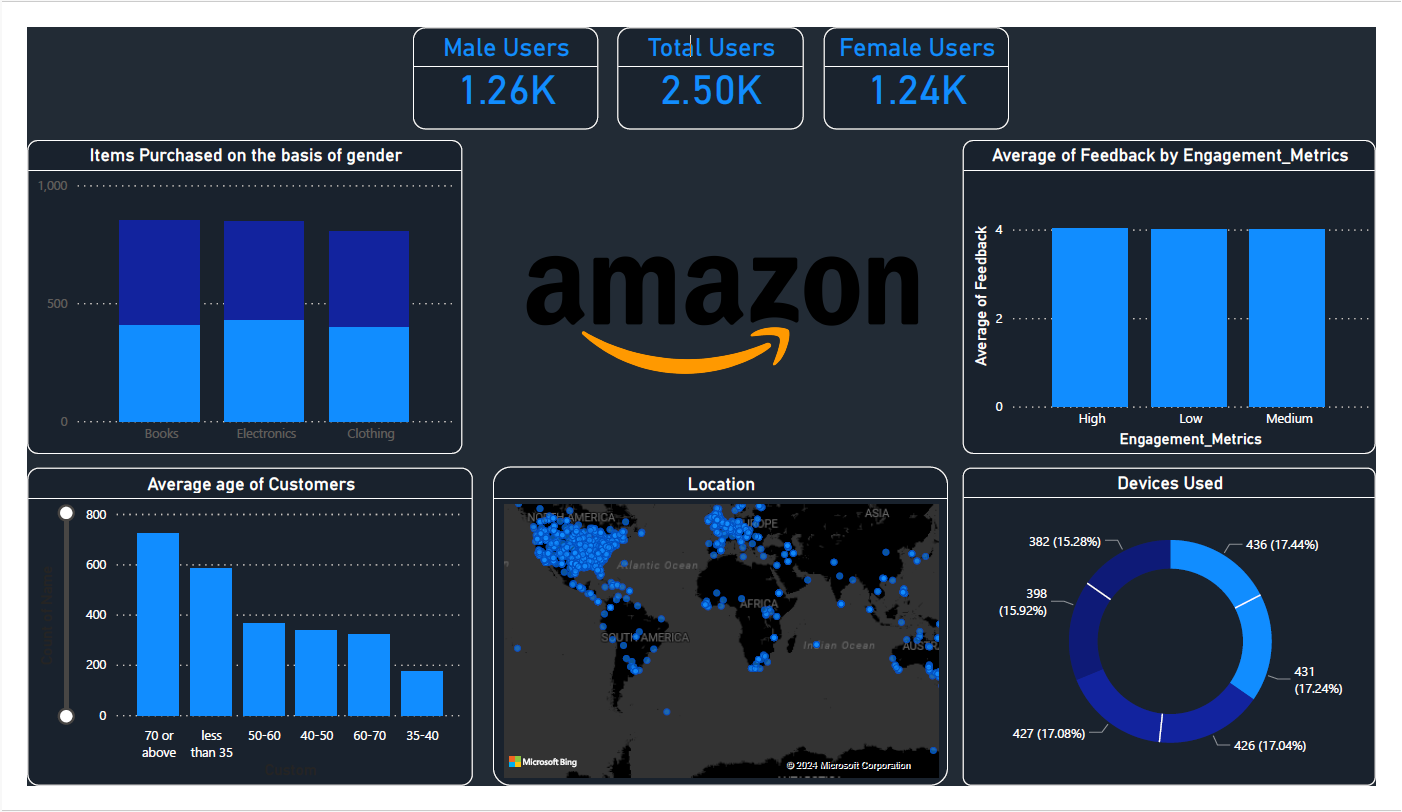 Male Users
1.26K
Total Users
2.50K
Female Users
1.24K
Items Purchased on the basis of gender
1,000
500
0
Books
Electronics
Clothing
amazon
Average of Feedback by Engagement_Metrics
Average of Feedback
4
2
0
High
Low
Medium
Engagement_Metrics
Average age of Customers
800
600
400
200
0
70 or
above
less
than 35
50-60
40-50
60-70
35-40
Location
NORTH AMERICA
EUROPE
ASIA
Atlantic Ocean
AFRICA
SOUTH AMERICA
Indian Ocean
AUSTR
Microsoft Bing
© 2024 Microsoft Corporation
Devices Used
382 (15.28%)
436 (17.44%)
398
(15.92%)
431
(17.24%)
427 (17.08%)
426 (17.04%)